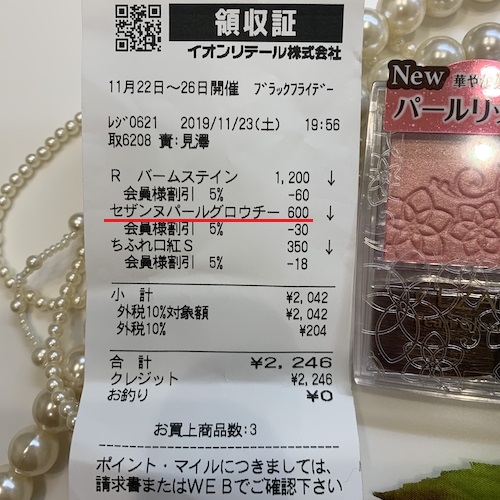 領収証
イオンリテール株式会社
11月22日～26日開催 ブラックフライデー
レジ0621 2019/11/23(土) 19:56
取6208 責:見澤
R バームステイン 1,200 ↓
会員様割引 5% -60
セザンヌパールグロウチー 600 ↓
会員様割引 5% -30
ちふれ口紅S 350 ↓
会員様割引 5% -18
小 計 ¥2,042
外税10%対象額 ¥2,042
外税10% ¥204
合計 ¥2,246
クレジット ¥2,246
お釣り ¥0
お買上商品数:3
ポイント・マイルにつきましては、
請求書またはWEBでご確認下さい
New 華やか
パールリッ